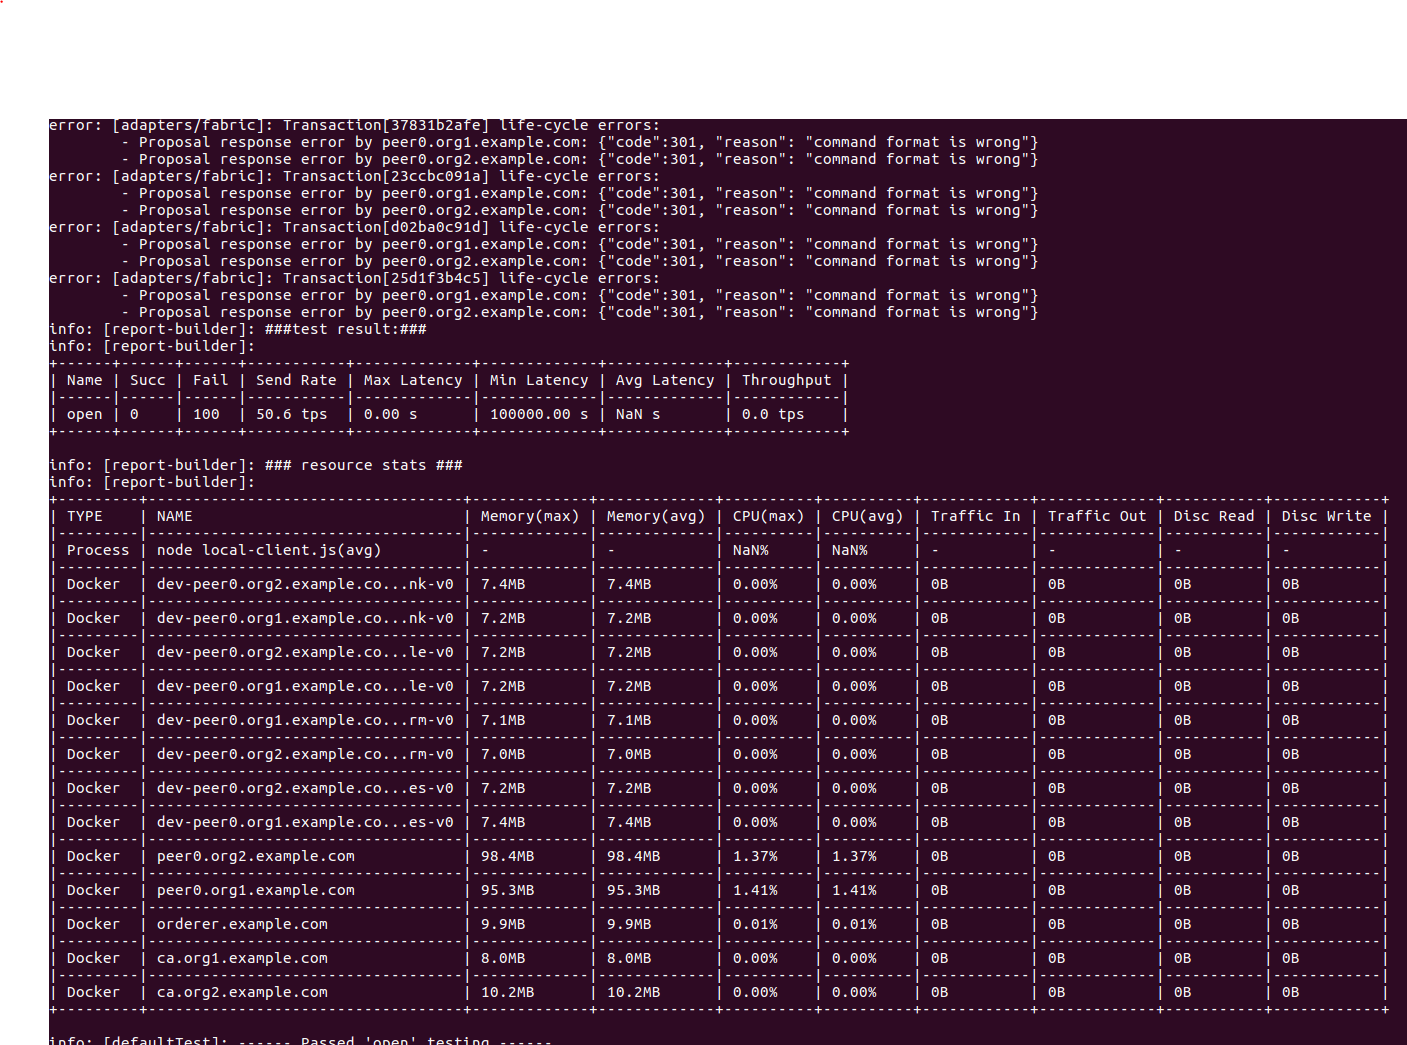 error: [adapters/fabric]: Transaction[37831b2afe] life-cycle errors:
        - Proposal response error by peer0.org1.example.com: {"code":301, "reason": "command format is wrong"}
        - Proposal response error by peer0.org2.example.com: {"code":301, "reason": "command format is wrong"}
error: [adapters/fabric]: Transaction[23ccbc091a] life-cycle errors:
        - Proposal response error by peer0.org1.example.com: {"code":301, "reason": "command format is wrong"}
        - Proposal response error by peer0.org2.example.com: {"code":301, "reason": "command format is wrong"}
error: [adapters/fabric]: Transaction[d02ba0c91d] life-cycle errors:
        - Proposal response error by peer0.org1.example.com: {"code":301, "reason": "command format is wrong"}
        - Proposal response error by peer0.org2.example.com: {"code":301, "reason": "command format is wrong"}
error: [adapters/fabric]: Transaction[25d1f3b4c5] life-cycle errors:
        - Proposal response error by peer0.org1.example.com: {"code":301, "reason": "command format is wrong"}
        - Proposal response error by peer0.org2.example.com: {"code":301, "reason": "command format is wrong"}
info: [report-builder]: ###test result:###
info: [report-builder]:
| Name | Succ | Fail | Send Rate | Max Latency | Min Latency | Avg Latency | Throughput |
| open | 0    | 100  | 50.6 tps  | 0.00 s      | 100000.00 s | NaN s       | 0.0 tps    |
info: [report-builder]: ### resource stats ###
info: [report-builder]:
| TYPE    | NAME                              | Memory(max) | Memory(avg) | CPU(max) | CPU(avg) | Traffic In | Traffic Out | Disc Read | Disc Write |
| Process | node local-client.js(avg)         | -           | -           | NaN%     | NaN%     | -          | -           | -         | -          |
| Docker  | dev-peer0.org2.example.co...nk-v0 | 7.4MB       | 7.4MB       | 0.00%    | 0.00%    | 0B         | 0B          | 0B        | 0B         |
| Docker  | dev-peer0.org1.example.co...nk-v0 | 7.2MB       | 7.2MB       | 0.00%    | 0.00%    | 0B         | 0B          | 0B        | 0B         |
| Docker  | dev-peer0.org2.example.co...le-v0 | 7.2MB       | 7.2MB       | 0.00%    | 0.00%    | 0B         | 0B          | 0B        | 0B         |
| Docker  | dev-peer0.org1.example.co...le-v0 | 7.2MB       | 7.2MB       | 0.00%    | 0.00%    | 0B         | 0B          | 0B        | 0B         |
| Docker  | dev-peer0.org1.example.co...rm-v0 | 7.1MB       | 7.1MB       | 0.00%    | 0.00%    | 0B         | 0B          | 0B        | 0B         |
| Docker  | dev-peer0.org2.example.co...rm-v0 | 7.0MB       | 7.0MB       | 0.00%    | 0.00%    | 0B         | 0B          | 0B        | 0B         |
| Docker  | dev-peer0.org2.example.co...es-v0 | 7.2MB       | 7.2MB       | 0.00%    | 0.00%    | 0B         | 0B          | 0B        | 0B         |
| Docker  | dev-peer0.org1.example.co...es-v0 | 7.4MB       | 7.4MB       | 0.00%    | 0.00%    | 0B         | 0B          | 0B        | 0B         |
| Docker  | peer0.org2.example.com            | 98.4MB      | 98.4MB      | 1.37%    | 1.37%    | 0B         | 0B          | 0B        | 0B         |
| Docker  | peer0.org1.example.com            | 95.3MB      | 95.3MB      | 1.41%    | 1.41%    | 0B         | 0B          | 0B        | 0B         |
| Docker  | orderer.example.com               | 9.9MB       | 9.9MB       | 0.01%    | 0.01%    | 0B         | 0B          | 0B        | 0B         |
| Docker  | ca.org1.example.com               | 8.0MB       | 8.0MB       | 0.00%    | 0.00%    | 0B         | 0B          | 0B        | 0B         |
| Docker  | ca.org2.example.com               | 10.2MB      | 10.2MB      | 0.00%    | 0.00%    | 0B         | 0B          | 0B        | 0B         |
info: [defaultTest]: ------ Passed 'open' testing ------